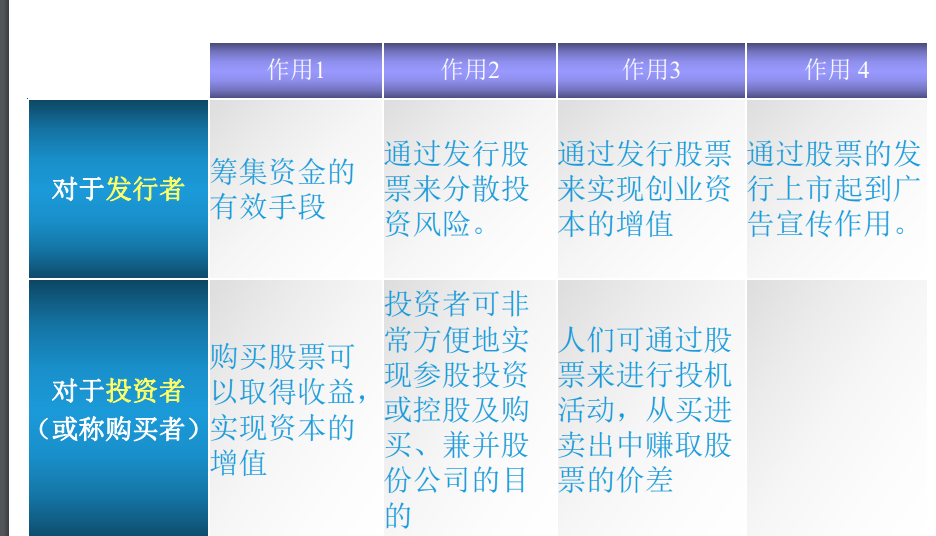 作用1
作用2
作用3
作用 4
对于发行者
筹集资金的
有效手段
通过发行股
票来分散投
资风险。
通过发行股票
来实现创业资
本的增值
通过股票的发
行上市起到广
告宣传作用。
对于投资者
（或称购买者）
购买股票可
以取得收益，
实现资本的
增值
投资者可非
常方便地实
现参股投资
或控股及购
买、兼并股
份公司的目
的
人们可通过股
票来进行投机
活动，从买进
卖出中赚取股
票的价差